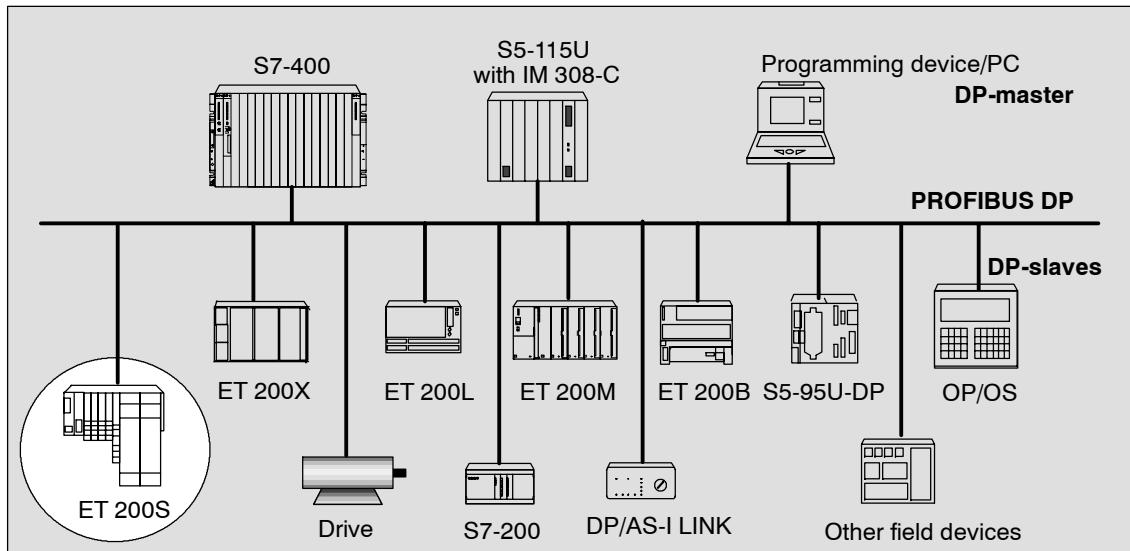 S7-400
S5-115U
with IM 308-C
Programming device/PC
DP-master
PROFIBUS DP
DP-slaves
ET 200X
ET 200L
ET 200M
ET 200B
S5-95U-DP
OP/OS
ET 200S
Drive
S7-200
DP/AS-I LINK
Other field devices